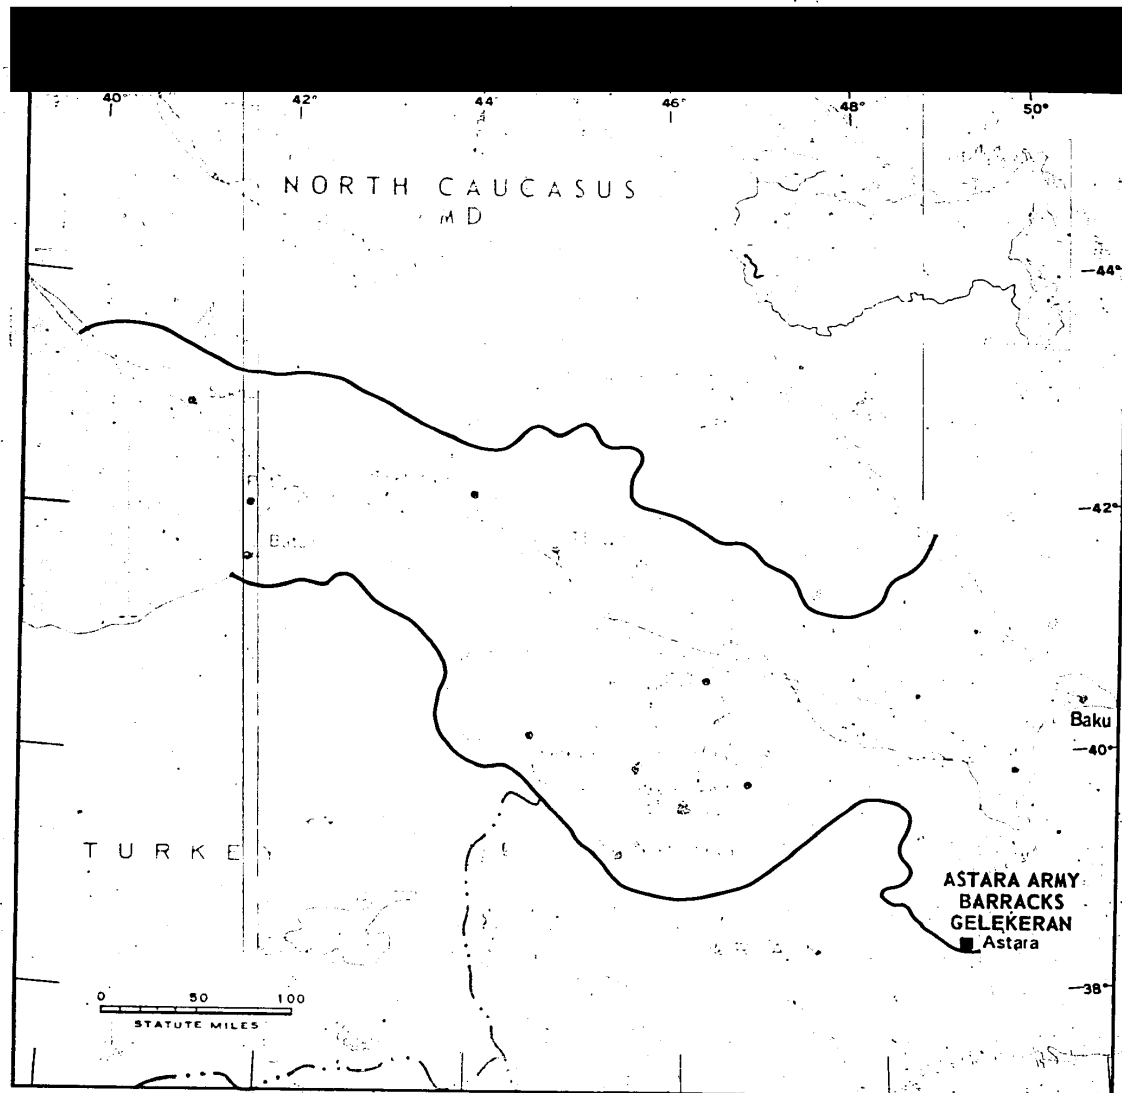 40° 42° 44° 46° 48° 50°
NORTH CAUCASUS
MD
44°
42°
Baku
40°
TURKE
ASTARA ARMY
BARRACKS
GELEKERAN
Astara
38°
0 50 100
STATUTE MILES